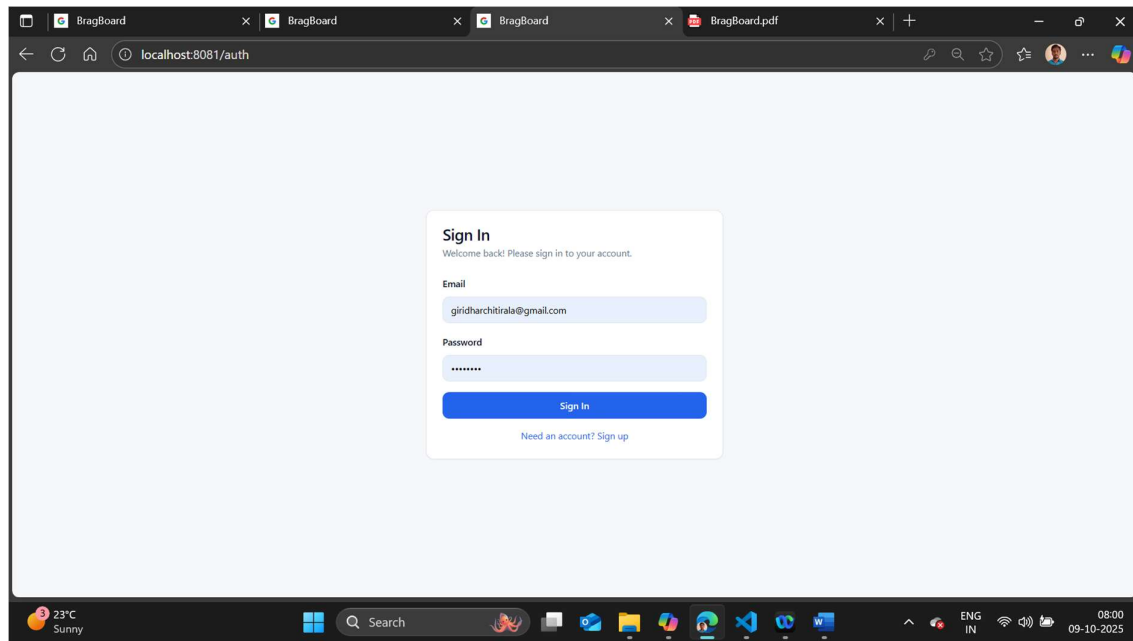 BragBoard
BragBoard
BragBoard
PDF
BragBoard.pdf
localhost:8081/auth
Sign In
Welcome back! Please sign in to your account.
Email
giridharchitirala@gmail.com
Password
••••••••
Sign In
Need an account? Sign up
3
23°C
Sunny
Search
ENG
IN
08:00
09-10-2025